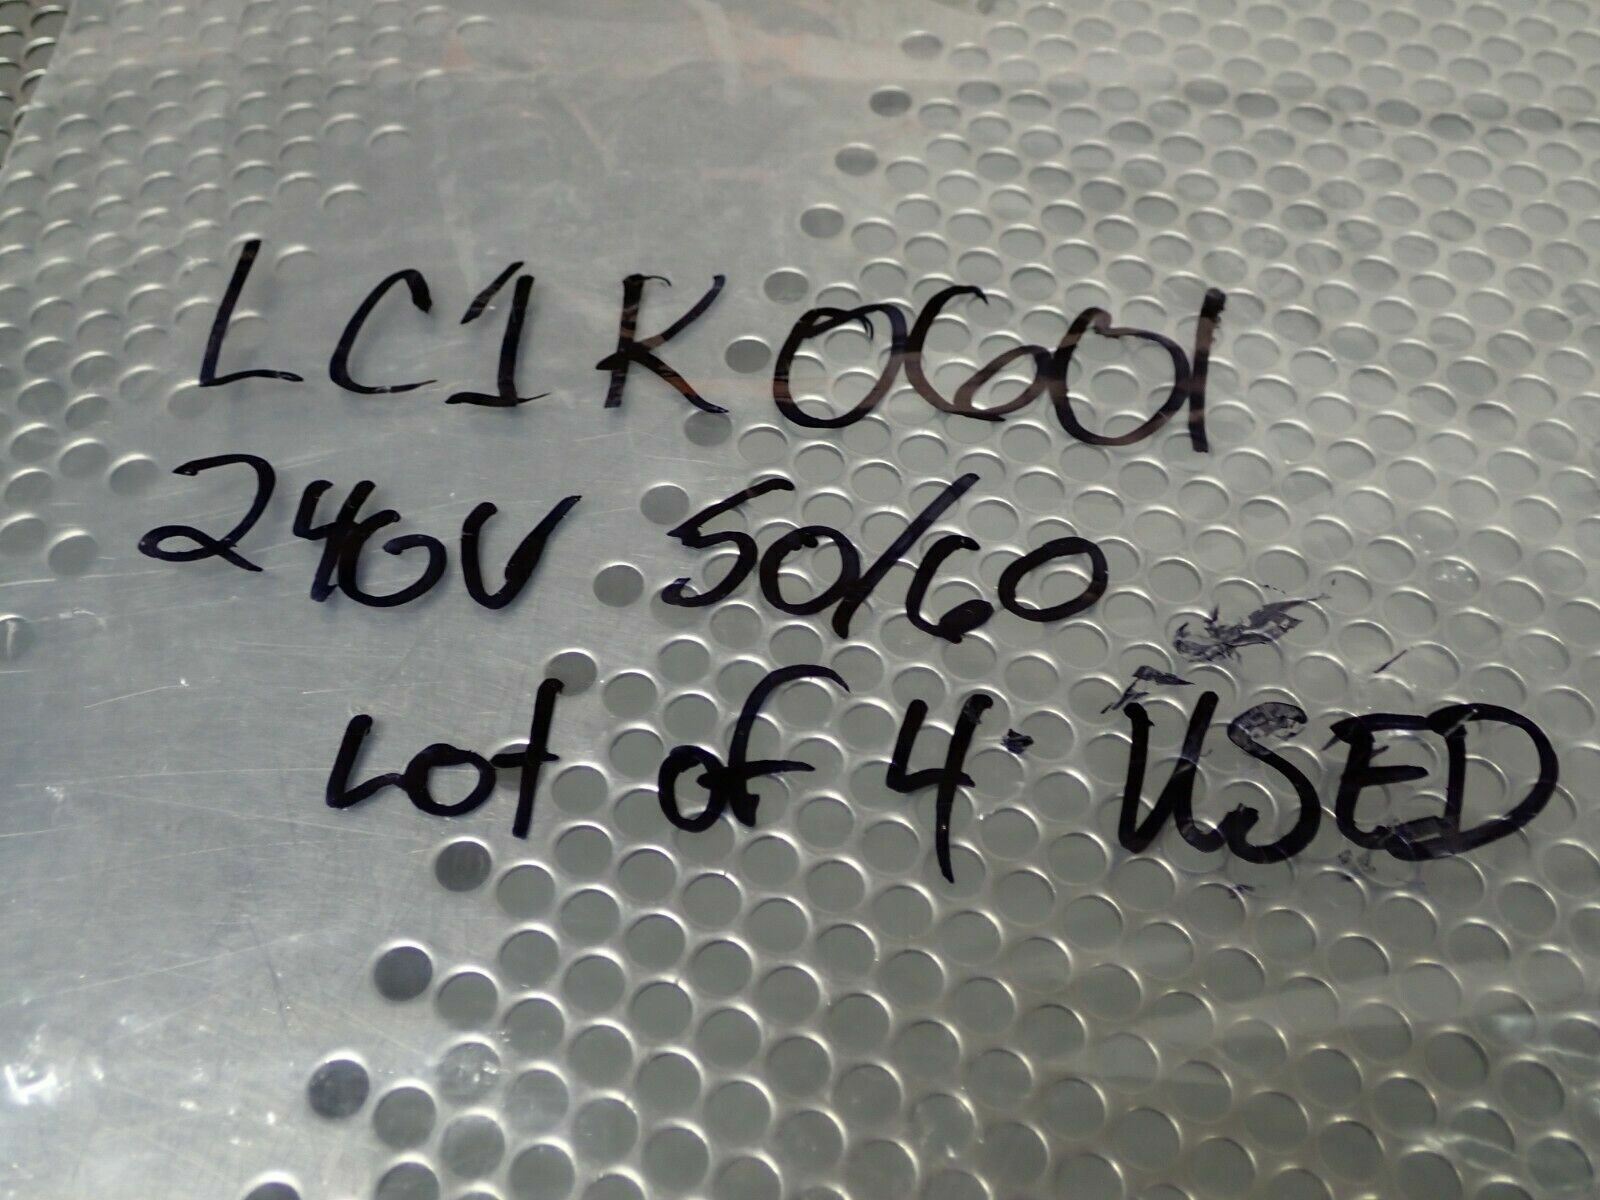 LC1K0601
240V 50/60
Lot of 4 USED